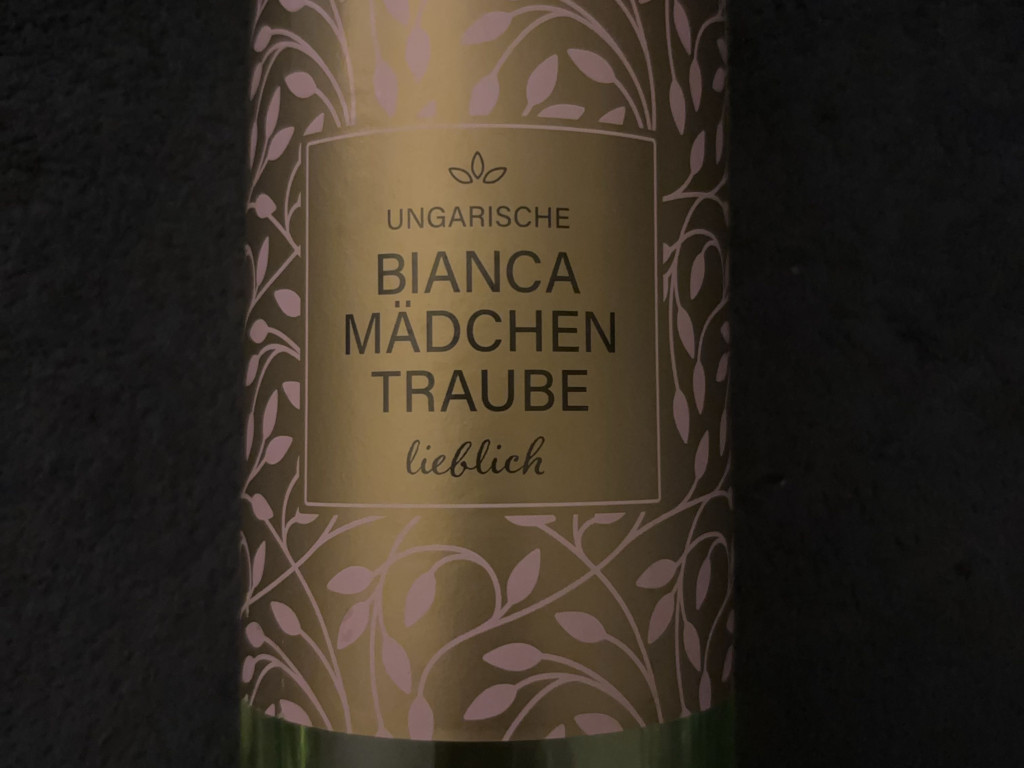 UNGARISCHE
BIANCA
MÄDCHEN
TRAUBE
lieblich